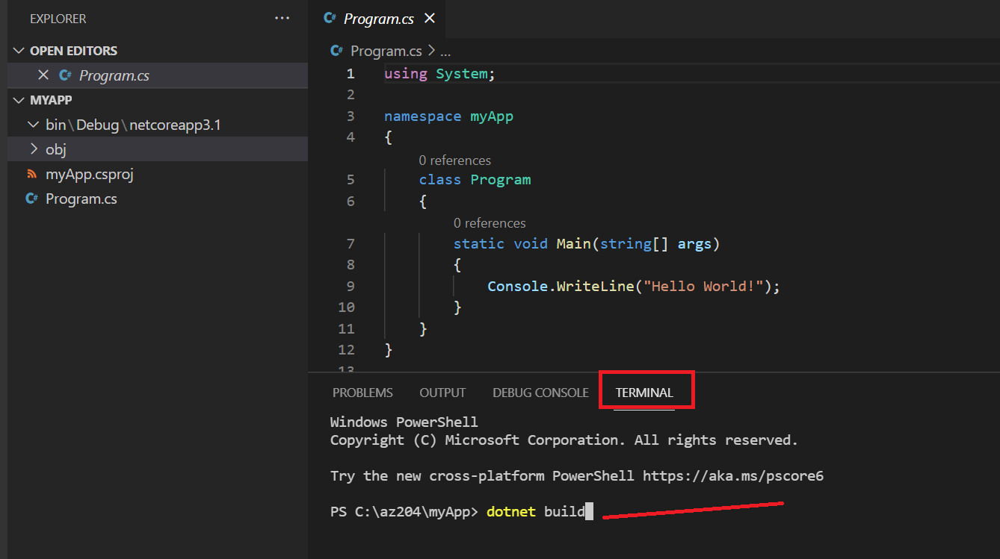 EXPLORER ...
OPEN EDITORS
C# Program.cs
MYAPP
bin\Debug\netcoreapp3.1
obj
myApp.csproj
C# Program.cs
C# Program.cs
C# Program.cs > ...
1 using System;
2
3 namespace myApp
4 {
0 references
5 class Program
6 {
0 references
7 static void Main(string[] args)
8 {
9 Console.WriteLine("Hello World!");
10 }
11 }
12 }
13
PROBLEMS OUTPUT DEBUG CONSOLE TERMINAL
Windows PowerShell
Copyright (C) Microsoft Corporation. All rights reserved.
Try the new cross-platform PowerShell https://aka.ms/pscore6
PS C:\az204\myApp> dotnet build